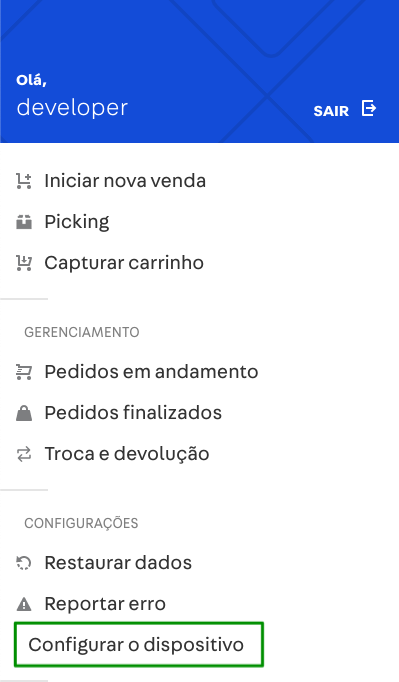 Olá,
developer
SAIR
Iniciar nova venda
Picking
Capturar carrinho
GERENCIAMENTO
Pedidos em andamento
Pedidos finalizados
Troca e devolução
CONFIGURAÇÕES
Restaurar dados
Reportar erro
Configurar o dispositivo